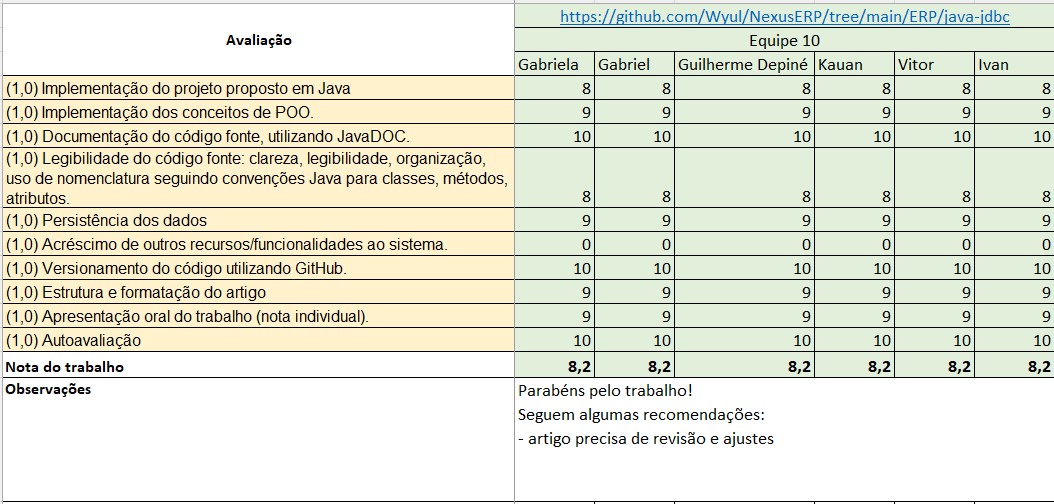 https://github.com/Wyul/NexusERP/tree/main/ERP/java-jdbc
Avaliação
Equipe 10
Gabriela Gabriel Guilherme Depiné Kauan Vitor Ivan
(1,0) Implementação do projeto proposto em Java 8 8 8 8 8 8
(1,0) Implementação dos conceitos de POO. 9 9 9 9 9 9
(1,0) Documentação do código fonte, utilizando JavaDOC. 10 10 10 10 10 10
(1,0) Legibilidade do código fonte: clareza, legibilidade, organização,
uso de nomenclatura seguindo convenções Java para classes, métodos,
atributos. 8 8 8 8 8 8
(1,0) Persistência dos dados 9 9 9 9 9 9
(1,0) Acréscimo de outros recursos/funcionalidades ao sistema. 0 0 0 0 0 0
(1,0) Versionamento do código utilizando GitHub. 10 10 10 10 10 10
(1,0) Estrutura e formatação do artigo 9 9 9 9 9 9
(1,0) Apresentação oral do trabalho (nota individual). 9 9 9 9 9 9
(1,0) Autoavaliação 10 10 10 10 10 10
Nota do trabalho 8,2 8,2 8,2 8,2 8,2 8,2
Observações Parabéns pelo trabalho!
Seguem algumas recomendações:
- artigo precisa de revisão e ajustes